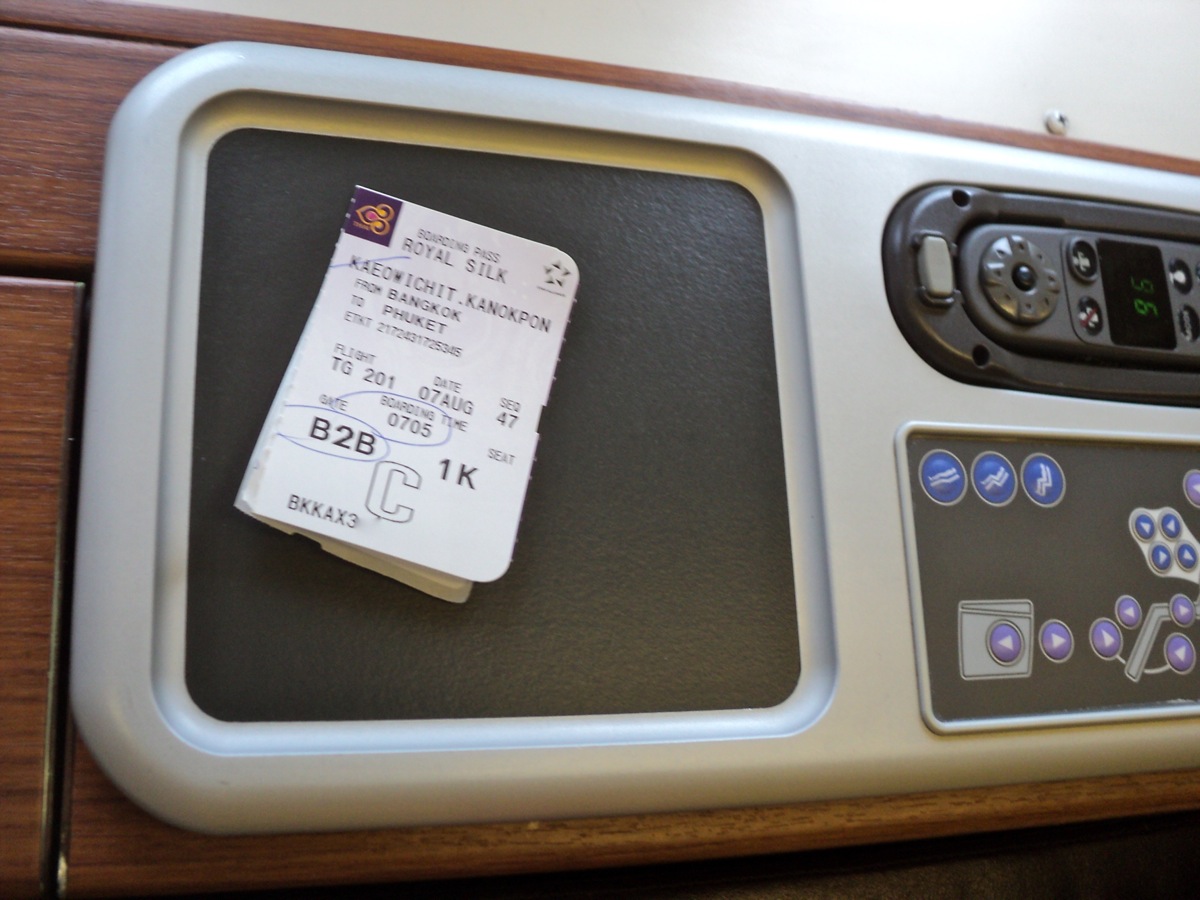 BOARDING PASS
ROYAL SILK
KAEOWICHIT.KANOKPON
FROM BANGKOK
TO PHUKET
ETKT 2172431725345
FLIGHT DATE SEQ
TG 201 07AUG 47
GATE BOARDING TIME SEAT
B2B 0705 1K
C
BKKAX3
96